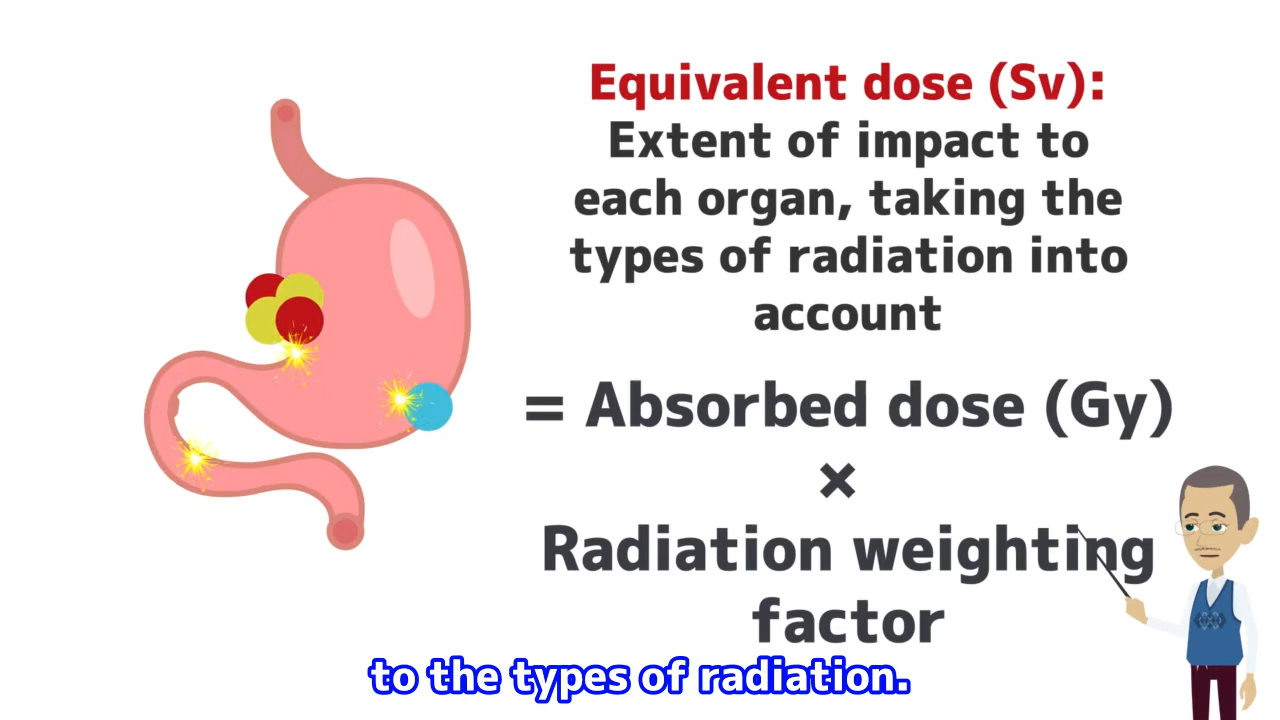 Equivalent dose (Sv):
Extent of impact to
each organ, taking the
types of radiation into
account
= Absorbed dose (Gy)
×
Radiation weighting
factor
to the types of radiation.